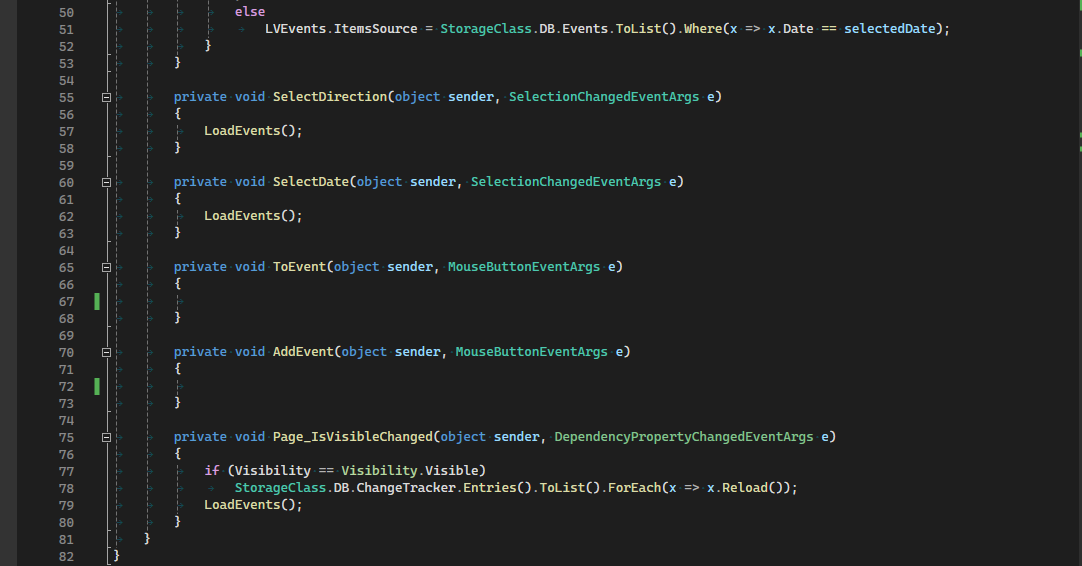 50 else
51 LVEvents.ItemsSource = StorageClass.DB.Events.ToList().Where(x => x.Date == selectedDate);
52 }
53 }
54
55 private void SelectDirection(object sender, SelectionChangedEventArgs e)
56 {
57 LoadEvents();
58 }
59
60 private void SelectDate(object sender, SelectionChangedEventArgs e)
61 {
62 LoadEvents();
63 }
64
65 private void ToEvent(object sender, MouseButtonEventArgs e)
66 {
67
68 }
69
70 private void AddEvent(object sender, MouseButtonEventArgs e)
71 {
72
73 }
74
75 private void Page_IsVisibleChanged(object sender, DependencyPropertyChangedEventArgs e)
76 {
77 if (Visibility == Visibility.Visible)
78 StorageClass.DB.ChangeTracker.Entries().ToList().ForEach(x => x.Reload());
79 LoadEvents();
80 }
81 }
82 }